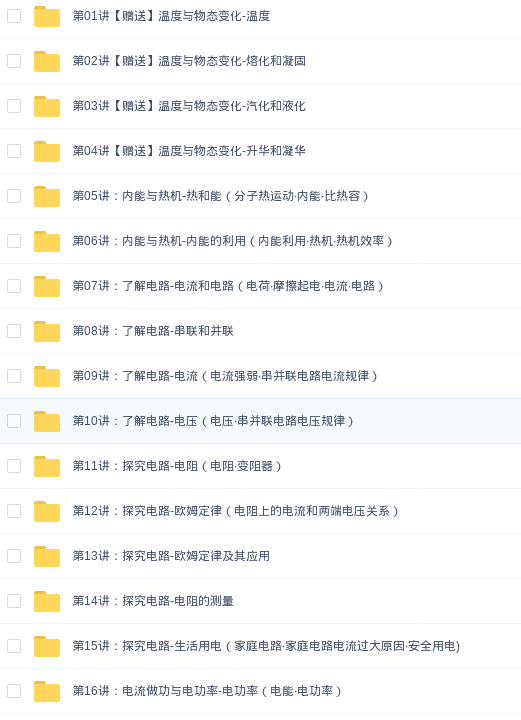 第01讲【赠送】温度与物态变化-温度
第02讲【赠送】温度与物态变化-熔化和凝固
第03讲【赠送】温度与物态变化-汽化和液化
第04讲【赠送】温度与物态变化-升华和凝华
第05讲：内能与热机-热和能（分子热运动·内能·比热容）
第06讲：内能与热机-内能的利用（内能利用·热机·热机效率）
第07讲：了解电路-电流和电路（电荷·摩擦起电·电流·电路）
第08讲：了解电路-串联和并联
第09讲：了解电路-电流（电流强弱·串并联电路电流规律）
第10讲：了解电路-电压（电压·串并联电路电压规律）
第11讲：探究电路-电阻（电阻·变阻器）
第12讲：探究电路-欧姆定律（电阻上的电流和两端电压关系）
第13讲：探究电路-欧姆定律及其应用
第14讲：探究电路-电阻的测量
第15讲：探究电路-生活用电（家庭电路·家庭电路电流过大原因·安全用电)
第16讲：电流做功与电功率-电功率（电能·电功率）